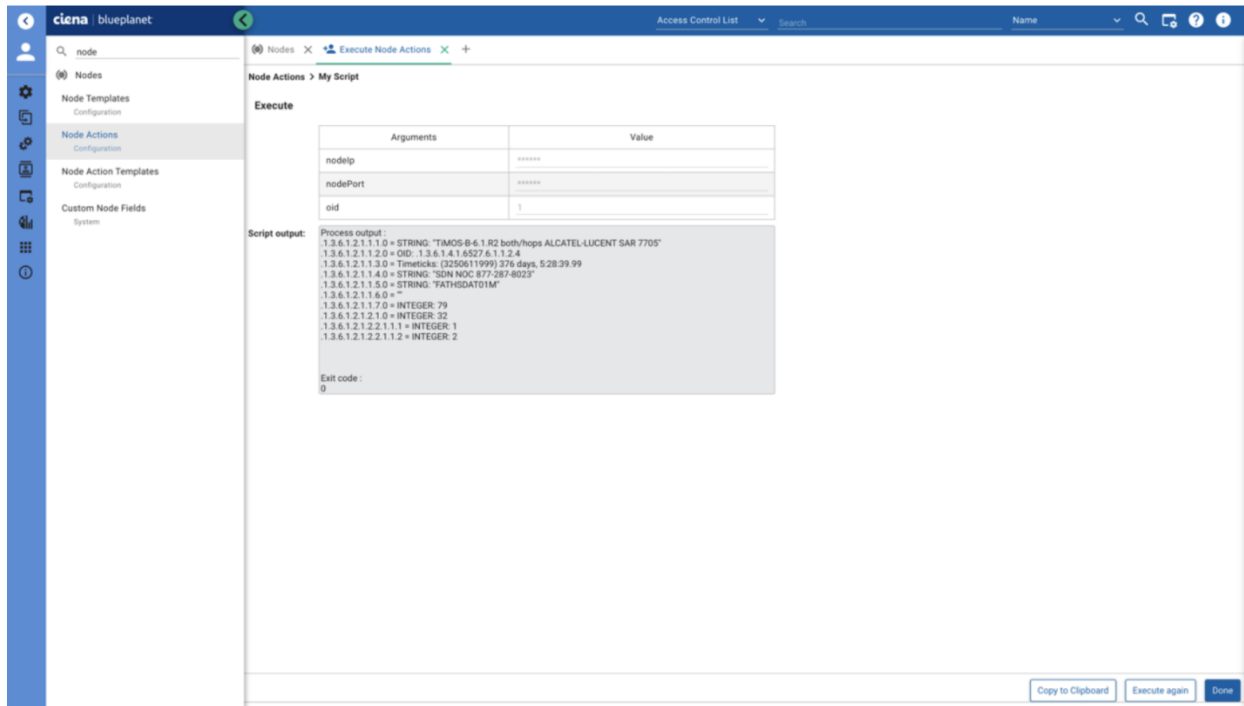 ciena | blueplanet
Access Control List
Search
Name
node
Nodes
Node Templates
Configuration
Node Actions
Configuration
Node Action Templates
Configuration
Custom Node Fields
System
Nodes
Execute Node Actions
Node Actions > My Script
Execute
Arguments Value
nodeIp ******
nodePort ******
oid 1
Script output:
Process output :
.1.3.6.1.2.1.1.1.0 = STRING: "TiMOS-B-6.1.R2 both/hops ALCATEL-LUCENT SAR 7705"
.1.3.6.1.2.1.1.2.0 = OID: .1.3.6.1.4.1.6527.6.1.1.2.4
.1.3.6.1.2.1.1.3.0 = Timeticks: (3250611999) 376 days, 5:28:39.99
.1.3.6.1.2.1.1.4.0 = STRING: "SDN NOC 877-287-8023"
.1.3.6.1.2.1.1.5.0 = STRING: "FATHSDAT01M"
.1.3.6.1.2.1.1.6.0 = ""
.1.3.6.1.2.1.1.7.0 = INTEGER: 79
.1.3.6.1.2.1.2.1.0 = INTEGER: 32
.1.3.6.1.2.1.2.2.1.1.1 = INTEGER: 1
.1.3.6.1.2.1.2.2.1.1.2 = INTEGER: 2
Exit code :
0
Copy to Clipboard
Execute again
Done